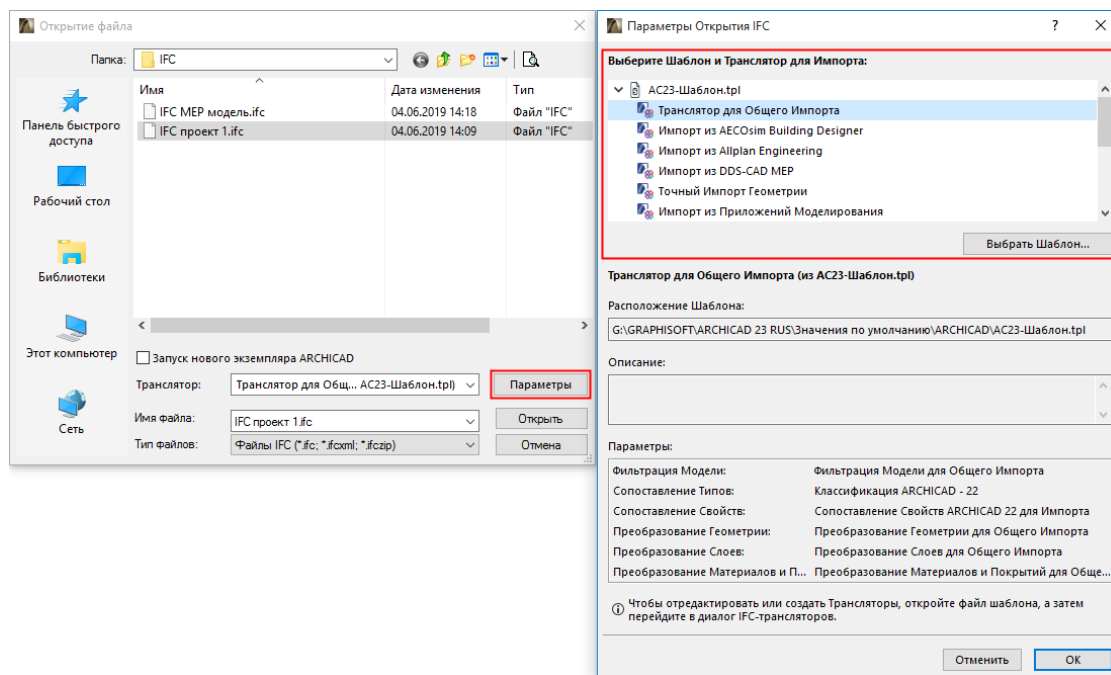 Открытие файла
Папка:
IFC
Имя
Дата изменения
Тип
IFC МЕР модель.ifc
04.06.2019 14:18
Файл "IFC"
IFC проект 1.ifc
04.06.2019 14:09
Файл "IFC"
Панель быстрого
доступа
Рабочий стол
Библиотеки
Этот компьютер
Сеть
Запуск нового экземпляра ARCHICAD
Транслятор:
Транслятор для Общ... АС23-Шаблон.tpl)
Параметры
Имя файла:
IFC проект 1.ifc
Открыть
Тип файлов:
Файлы IFC (*.ifc; *.ifcxml; *.ifczip)
Отмена
Параметры Открытия IFC
?
Выберите Шаблон и Транслятор для Импорта:
АС23-Шаблон.tpl
Транслятор для Общего Импорта
Импорт из AECOsim Building Designer
Импорт из Allplan Engineering
Импорт из DDS-CAD MEP
Точный Импорт Геометрии
Импорт из Приложений Моделирования
Выбрать Шаблон...
Транслятор для Общего Импорта (из АС23-Шаблон.tpl)
Расположение Шаблона:
G:\GRAPHISOFT\ARCHICAD 23 RUS\Значения по умолчанию\ARCHICAD\АС23-Шаблон.tpl
Описание:
Параметры:
Фильтрация Модели:
Фильтрация Модели для Общего Импорта
Сопоставление Типов:
Классификация ARCHICAD - 22
Сопоставление Свойств:
Сопоставление Свойств ARCHICAD 22 для Импорта
Преобразование Геометрии:
Преобразование Геометрии для Общего Импорта
Преобразование Слоев:
Преобразование Слоев для Общего Импорта
Преобразование Материалов и П...
Преобразование Материалов и Покрытий для Обще...
Чтобы отредактировать или создать Трансляторы, откройте файл шаблона, а затем
перейдите в диалог IFC-трансляторов.
Отменить
ОК